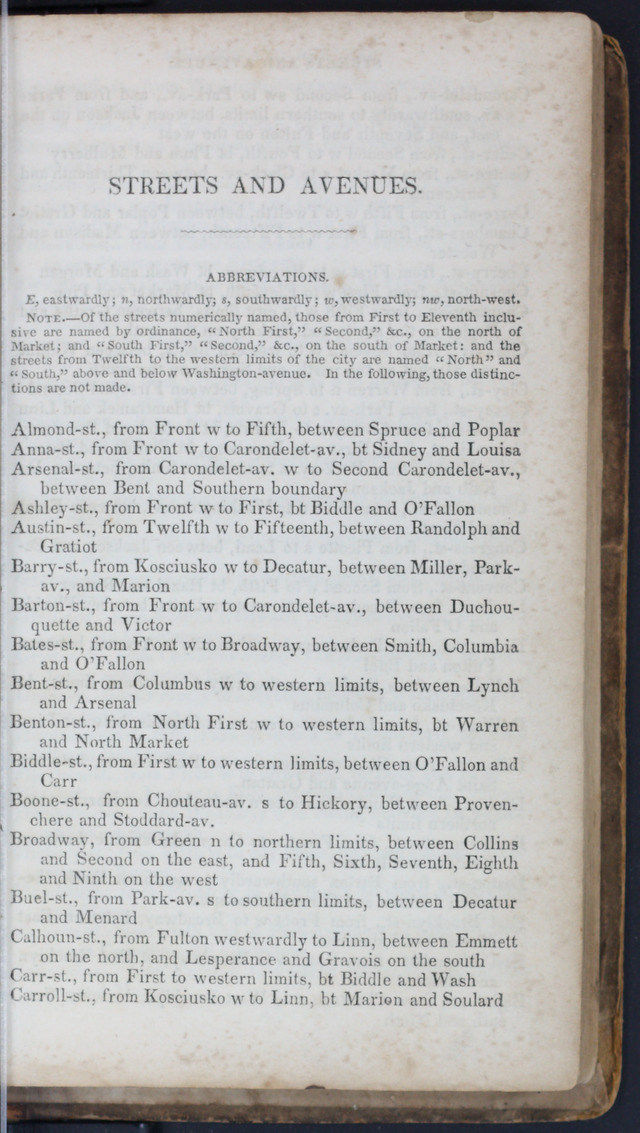 STREETS AND AVENUES.
ABBREVIATIONS.
E, eastwardly; n, northwardly; s, southwardly; w, westwardly; nw, north-west.
NOTE.—Of the streets numerically named, those from First to Eleventh inclu-
sive are named by ordinance, "North First," "Second," &c., on the north of
Market; and "South First," "Second," &c., on the south of Market: and the
streets from Twelfth to the western limits of the city are named "North" and
"South," above and below Washington-avenue. In the following, those distinc-
tions are not made.
Almond-st., from Front w to Fifth, between Spruce and Poplar
Anna-st., from Front w to Carondelet-av., bt Sidney and Louisa
Arsenal-st., from Carondelet-av. w to Second Carondelet-av.,
between Bent and Southern boundary
Ashley-st., from Front w to First, bt Biddle and O'Fallon
Austin-st., from Twelfth w to Fifteenth, between Randolph and
Gratiot
Barry-st., from Kosciusko w to Decatur, between Miller, Park-
av., and Marion
Barton-st., from Front w to Carondelet-av., between Duchou-
quette and Victor
Bates-st., from Front w to Broadway, between Smith, Columbia
and O'Fallon
Bent-st., from Columbus w to western limits, between Lynch
and Arsenal
Benton-st., from North First w to western limits, bt Warren
and North Market
Biddle-st., from First w to western limits, between O'Fallon and
Carr
Boone-st., from Chouteau-av. s to Hickory, between Proven-
chere and Stoddard-av.
Broadway, from Green n to northern limits, between Collins
and Second on the east, and Fifth, Sixth, Seventh, Eighth
and Ninth on the west
Buel-st., from Park-av. s to southern limits, between Decatur
and Menard
Calhoun-st., from Fulton westwardly to Linn, between Emmett
on the north, and Lesperance and Gravois on the south
Carr-st., from First to western limits, bt Biddle and Wash
Carroll-st., from Kosciusko w to Linn, bt Marion and Soulard